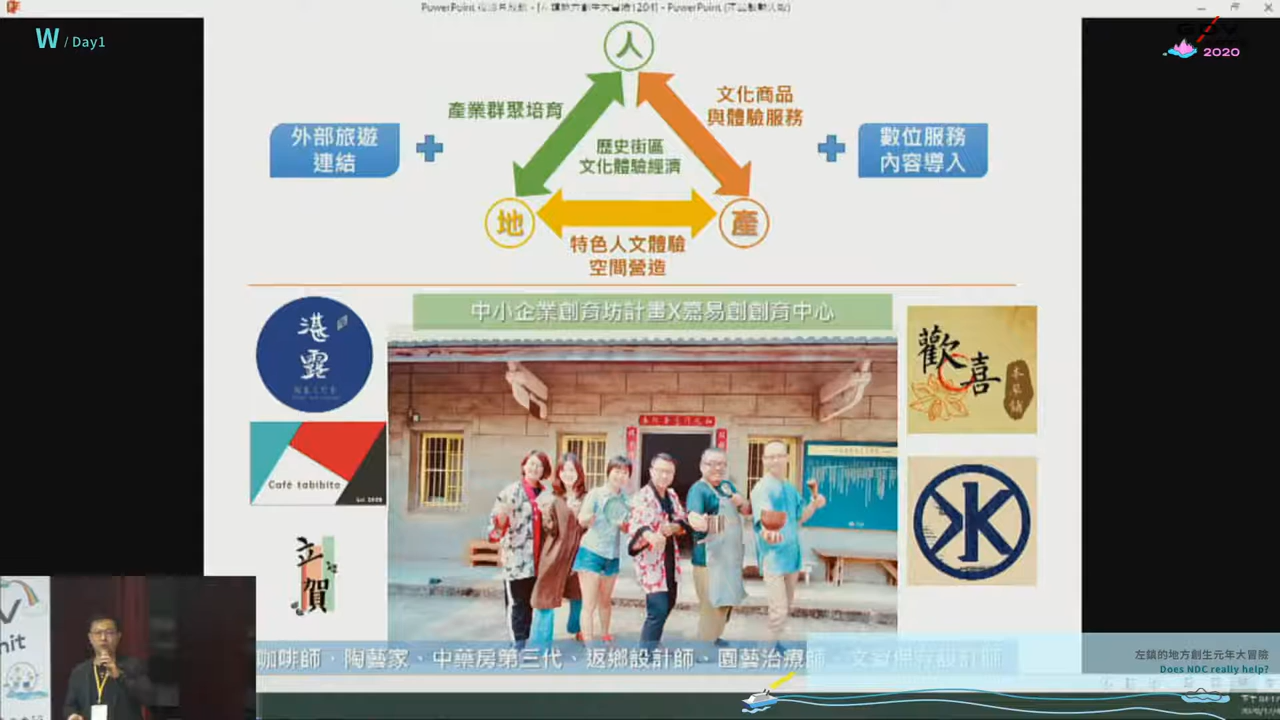 PowerPoint
PowerPoint
W / Day1
2020
人
產業群聚培育
文化商品
與體驗服務
外部旅遊
連結
歷史街區
文化體驗經濟
數位服務
內容導入
地
產
特色人文體驗
空間營造
中小企業創育坊計畫X嘉易創創育中心
湛露
歡喜
本草舖
Café tabibito
立賀
K
咖啡師、陶藝家、中藥房第三代、返鄉設計師、園藝治療師、
左鎮的地方創生元年大冒險
Does NDC really help?